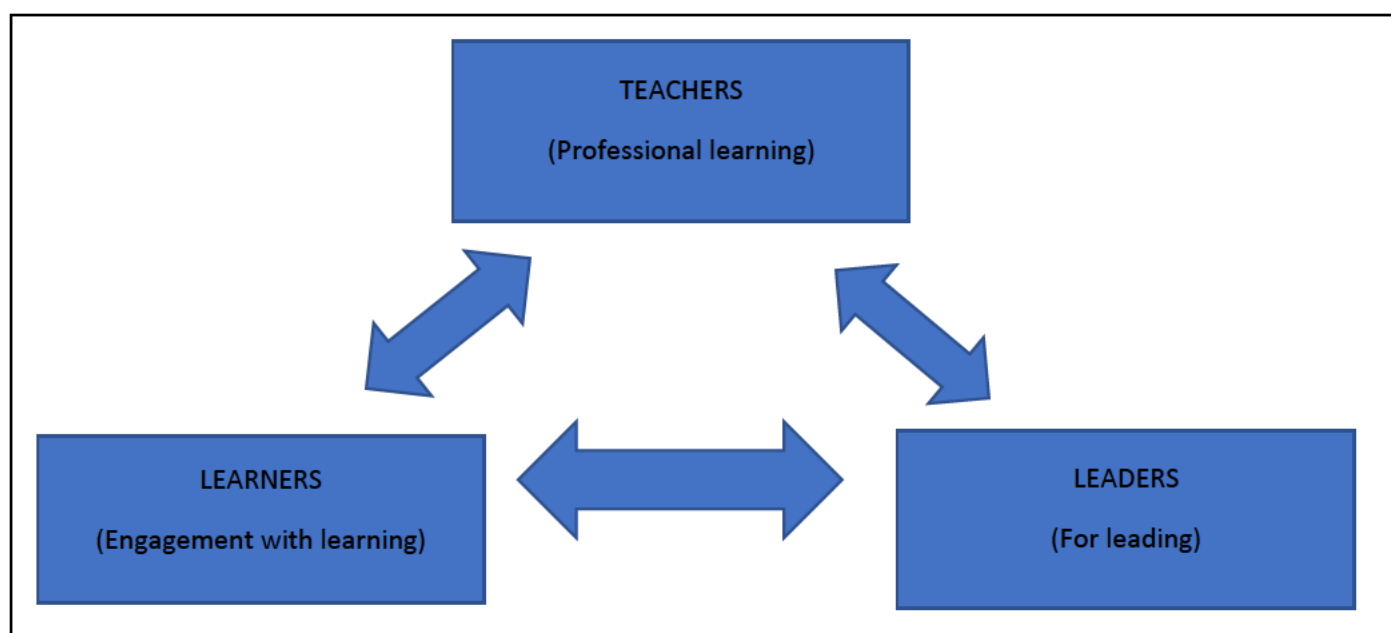 TEACHERS
(Professional learning)
LEARNERS
(Engagement with learning)
LEADERS
(For leading)